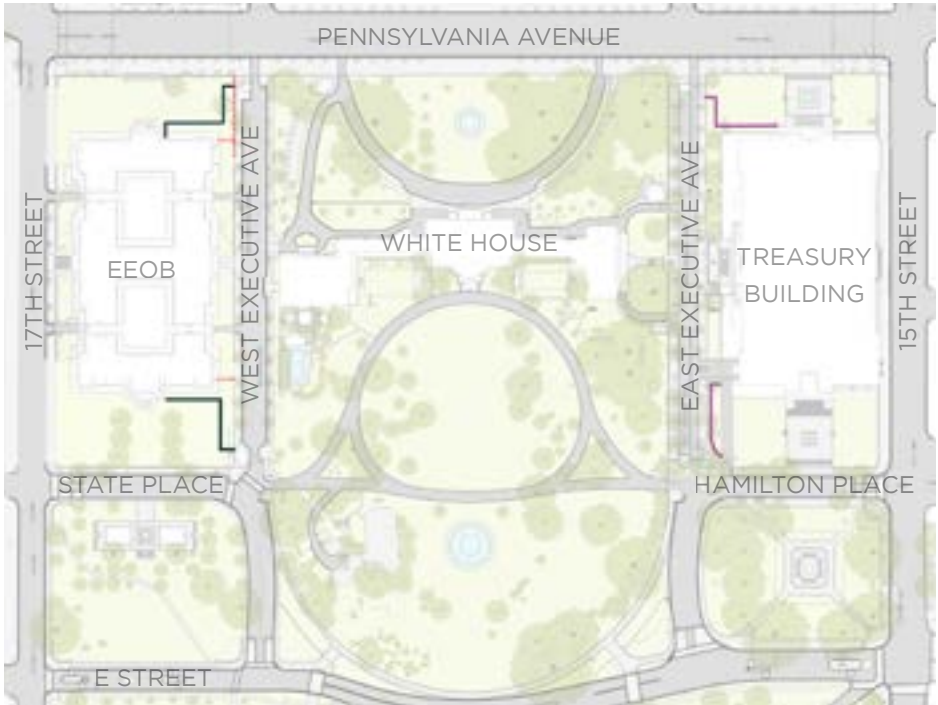 PENNSYLVANIA AVENUE
17TH STREET
EEOB
WEST EXECUTIVE AVE
WHITE HOUSE
EAST EXECUTIVE AVE
TREASURY
BUILDING
15TH STREET
STATE PLACE
HAMILTON PLACE
E STREET